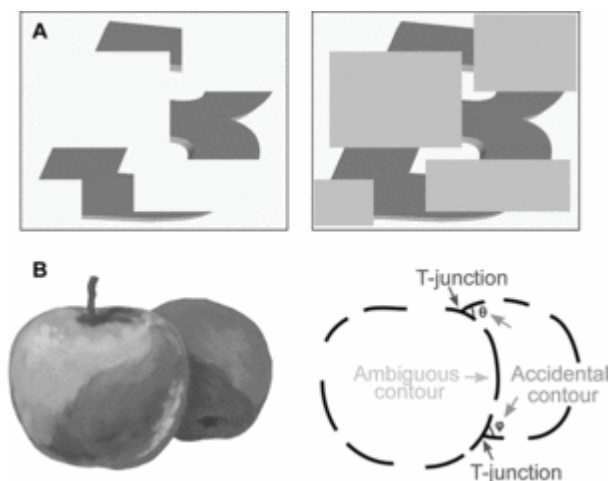 A
B
T-junction
θ
Ambiguous
contour
Accidental
contour
φ
T-junction